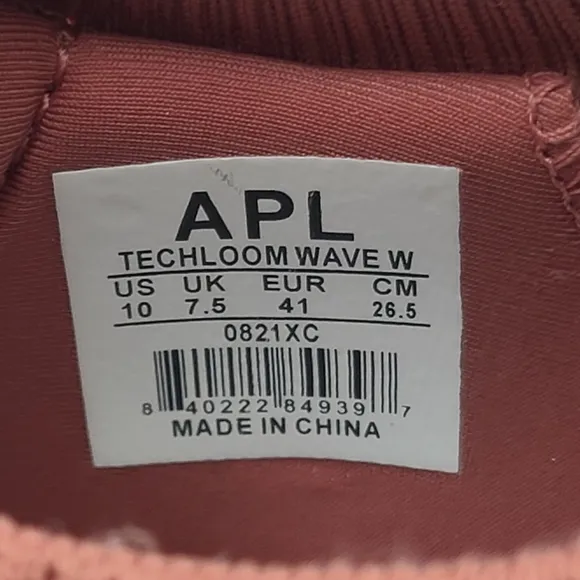 APL
TECHLOOM WAVE W
US UK EUR CM
10 7.5 41 26.5
0821XC
8 40222 84939 7
MADE IN CHINA